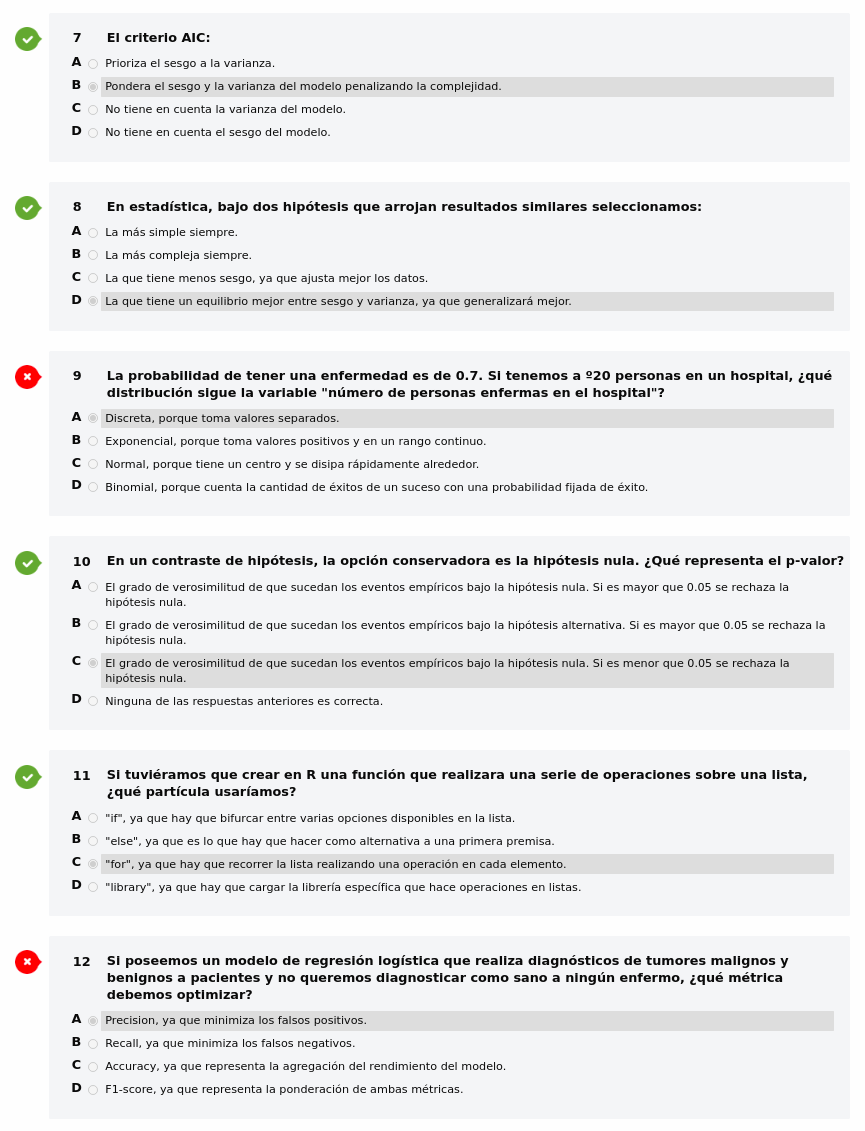 7 El criterio AIC:
A Prioriza el sesgo a la varianza.
B Pondera el sesgo y la varianza del modelo penalizando la complejidad.
C No tiene en cuenta la varianza del modelo.
D No tiene en cuenta el sesgo del modelo.
8 En estadística, bajo dos hipótesis que arrojan resultados similares seleccionamos:
A La más simple siempre.
B La más compleja siempre.
C La que tiene menos sesgo, ya que ajusta mejor los datos.
D La que tiene un equilibrio mejor entre sesgo y varianza, ya que generalizará mejor.
9 La probabilidad de tener una enfermedad es de 0.7. Si tenemos a º20 personas en un hospital, ¿qué
distribución sigue la variable "número de personas enfermas en el hospital"?
A Discreta, porque toma valores separados.
B Exponencial, porque toma valores positivos y en un rango continuo.
C Normal, porque tiene un centro y se disipa rápidamente alrededor.
D Binomial, porque cuenta la cantidad de éxitos de un suceso con una probabilidad fijada de éxito.
10 En un contraste de hipótesis, la opción conservadora es la hipótesis nula. ¿Qué representa el p-valor?
A El grado de verosimilitud de que sucedan los eventos empíricos bajo la hipótesis nula. Si es mayor que 0.05 se rechaza la
hipótesis nula.
B El grado de verosimilitud de que sucedan los eventos empíricos bajo la hipótesis alternativa. Si es mayor que 0.05 se rechaza la
hipótesis nula.
C El grado de verosimilitud de que sucedan los eventos empíricos bajo la hipótesis nula. Si es menor que 0.05 se rechaza la
hipótesis nula.
D Ninguna de las respuestas anteriores es correcta.
11 Si tuviéramos que crear en R una función que realizara una serie de operaciones sobre una lista,
¿qué partícula usaríamos?
A "if", ya que hay que bifurcar entre varias opciones disponibles en la lista.
B "else", ya que es lo que hay que hacer como alternativa a una primera premisa.
C "for", ya que hay que recorrer la lista realizando una operación en cada elemento.
D "library", ya que hay que cargar la librería específica que hace operaciones en listas.
12 Si poseemos un modelo de regresión logística que realiza diagnósticos de tumores malignos y
benignos a pacientes y no queremos diagnosticar como sano a ningún enfermo, ¿qué métrica
debemos optimizar?
A Precision, ya que minimiza los falsos positivos.
B Recall, ya que minimiza los falsos negativos.
C Accuracy, ya que representa la agregación del rendimiento del modelo.
D F1-score, ya que representa la ponderación de ambas métricas.